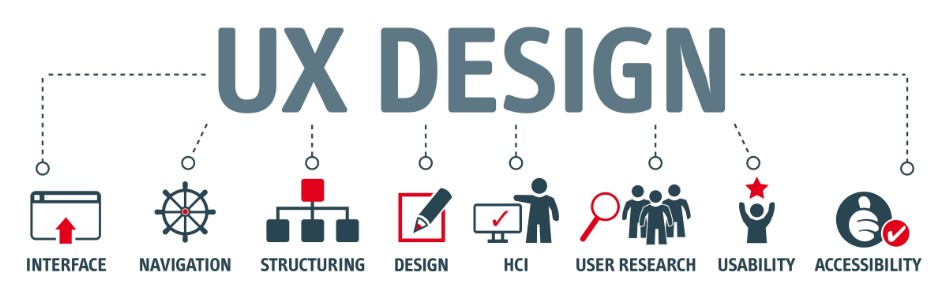 UX DESIGN
INTERFACE
NAVIGATION
STRUCTURING
DESIGN
HCI
USER RESEARCH
USABILITY
ACCESSIBILITY